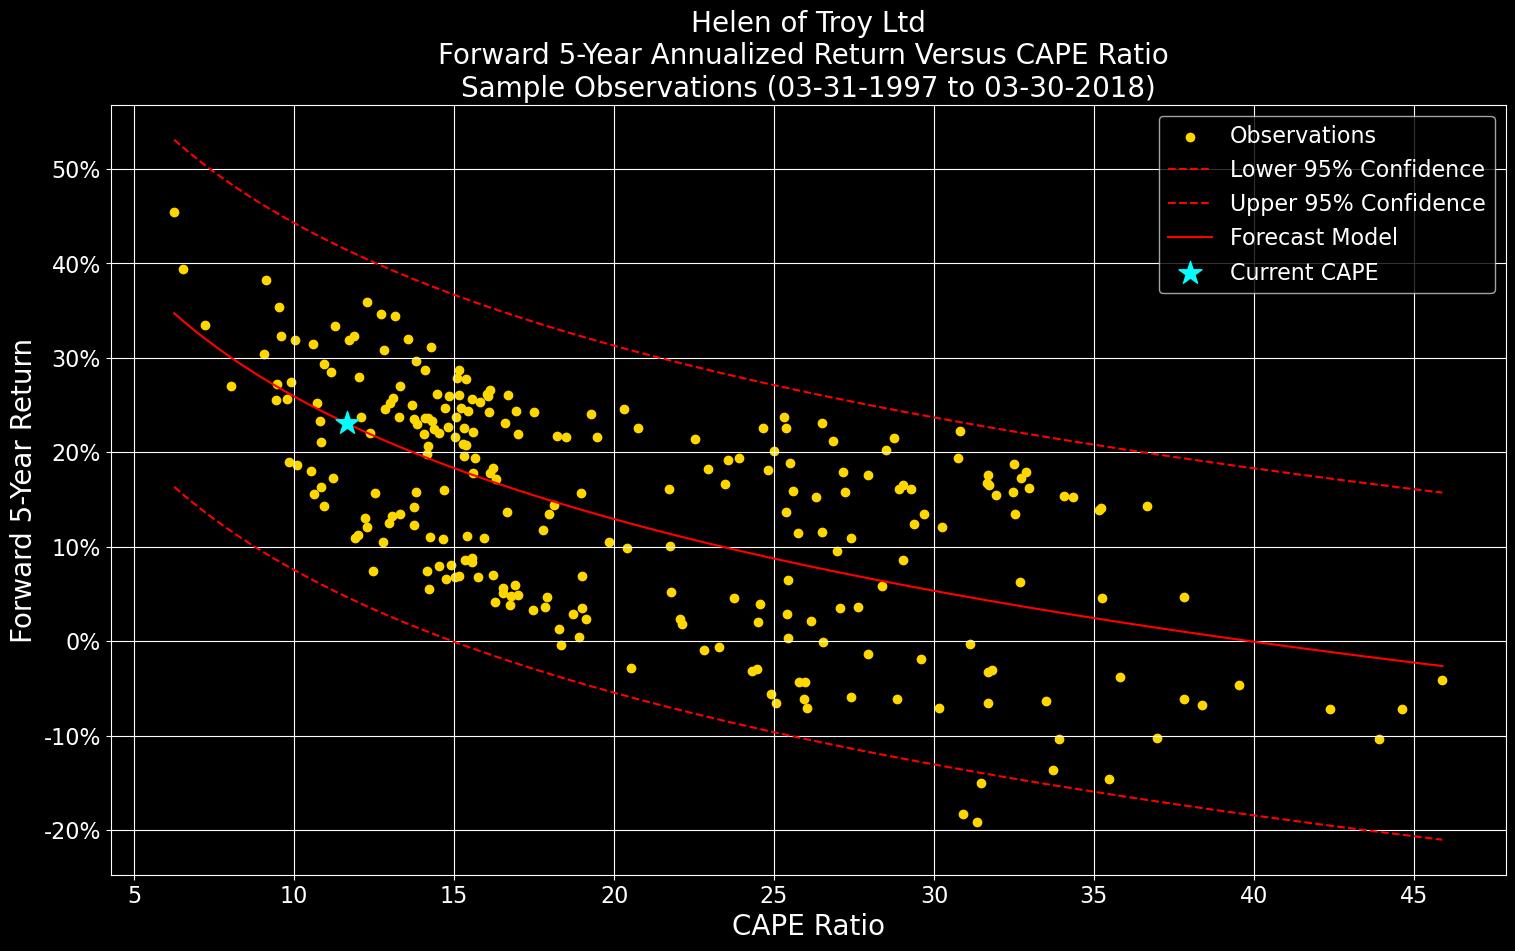 Helen of Troy Ltd
Forward 5-Year Annualized Return Versus CAPE Ratio
Sample Observations (03-31-1997 to 03-30-2018)
Observations
Lower 95% Confidence
Upper 95% Confidence
Forecast Model
Current CAPE
Forward 5-Year Return
50%
40%
30%
20%
10%
0%
-10%
-20%
5 10 15 20 25 30 35 40 45
CAPE Ratio